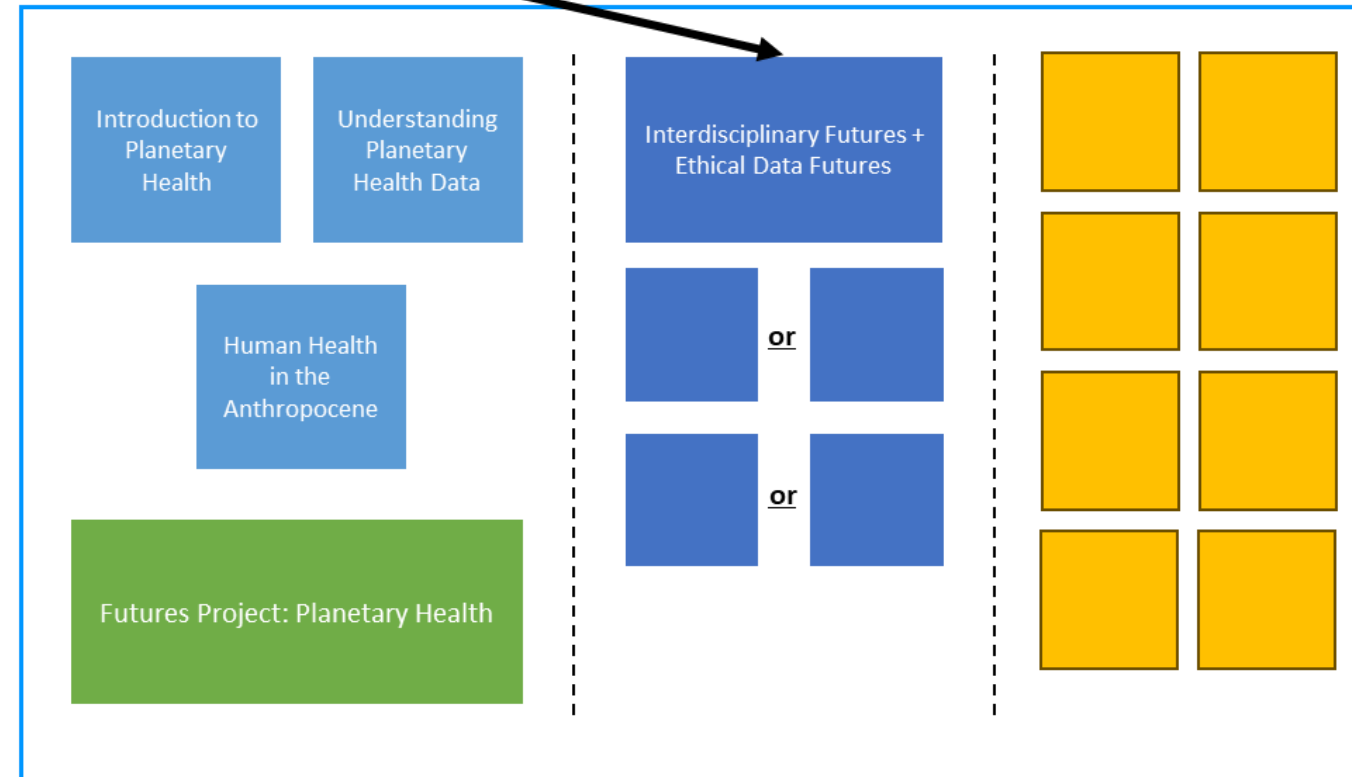 Introduction to
Planetary
Health
Understanding
Planetary
Health Data
Human Health
in the
Anthropocene
Futures Project: Planetary Health
Interdisciplinary Futures +
Ethical Data Futures
or
or